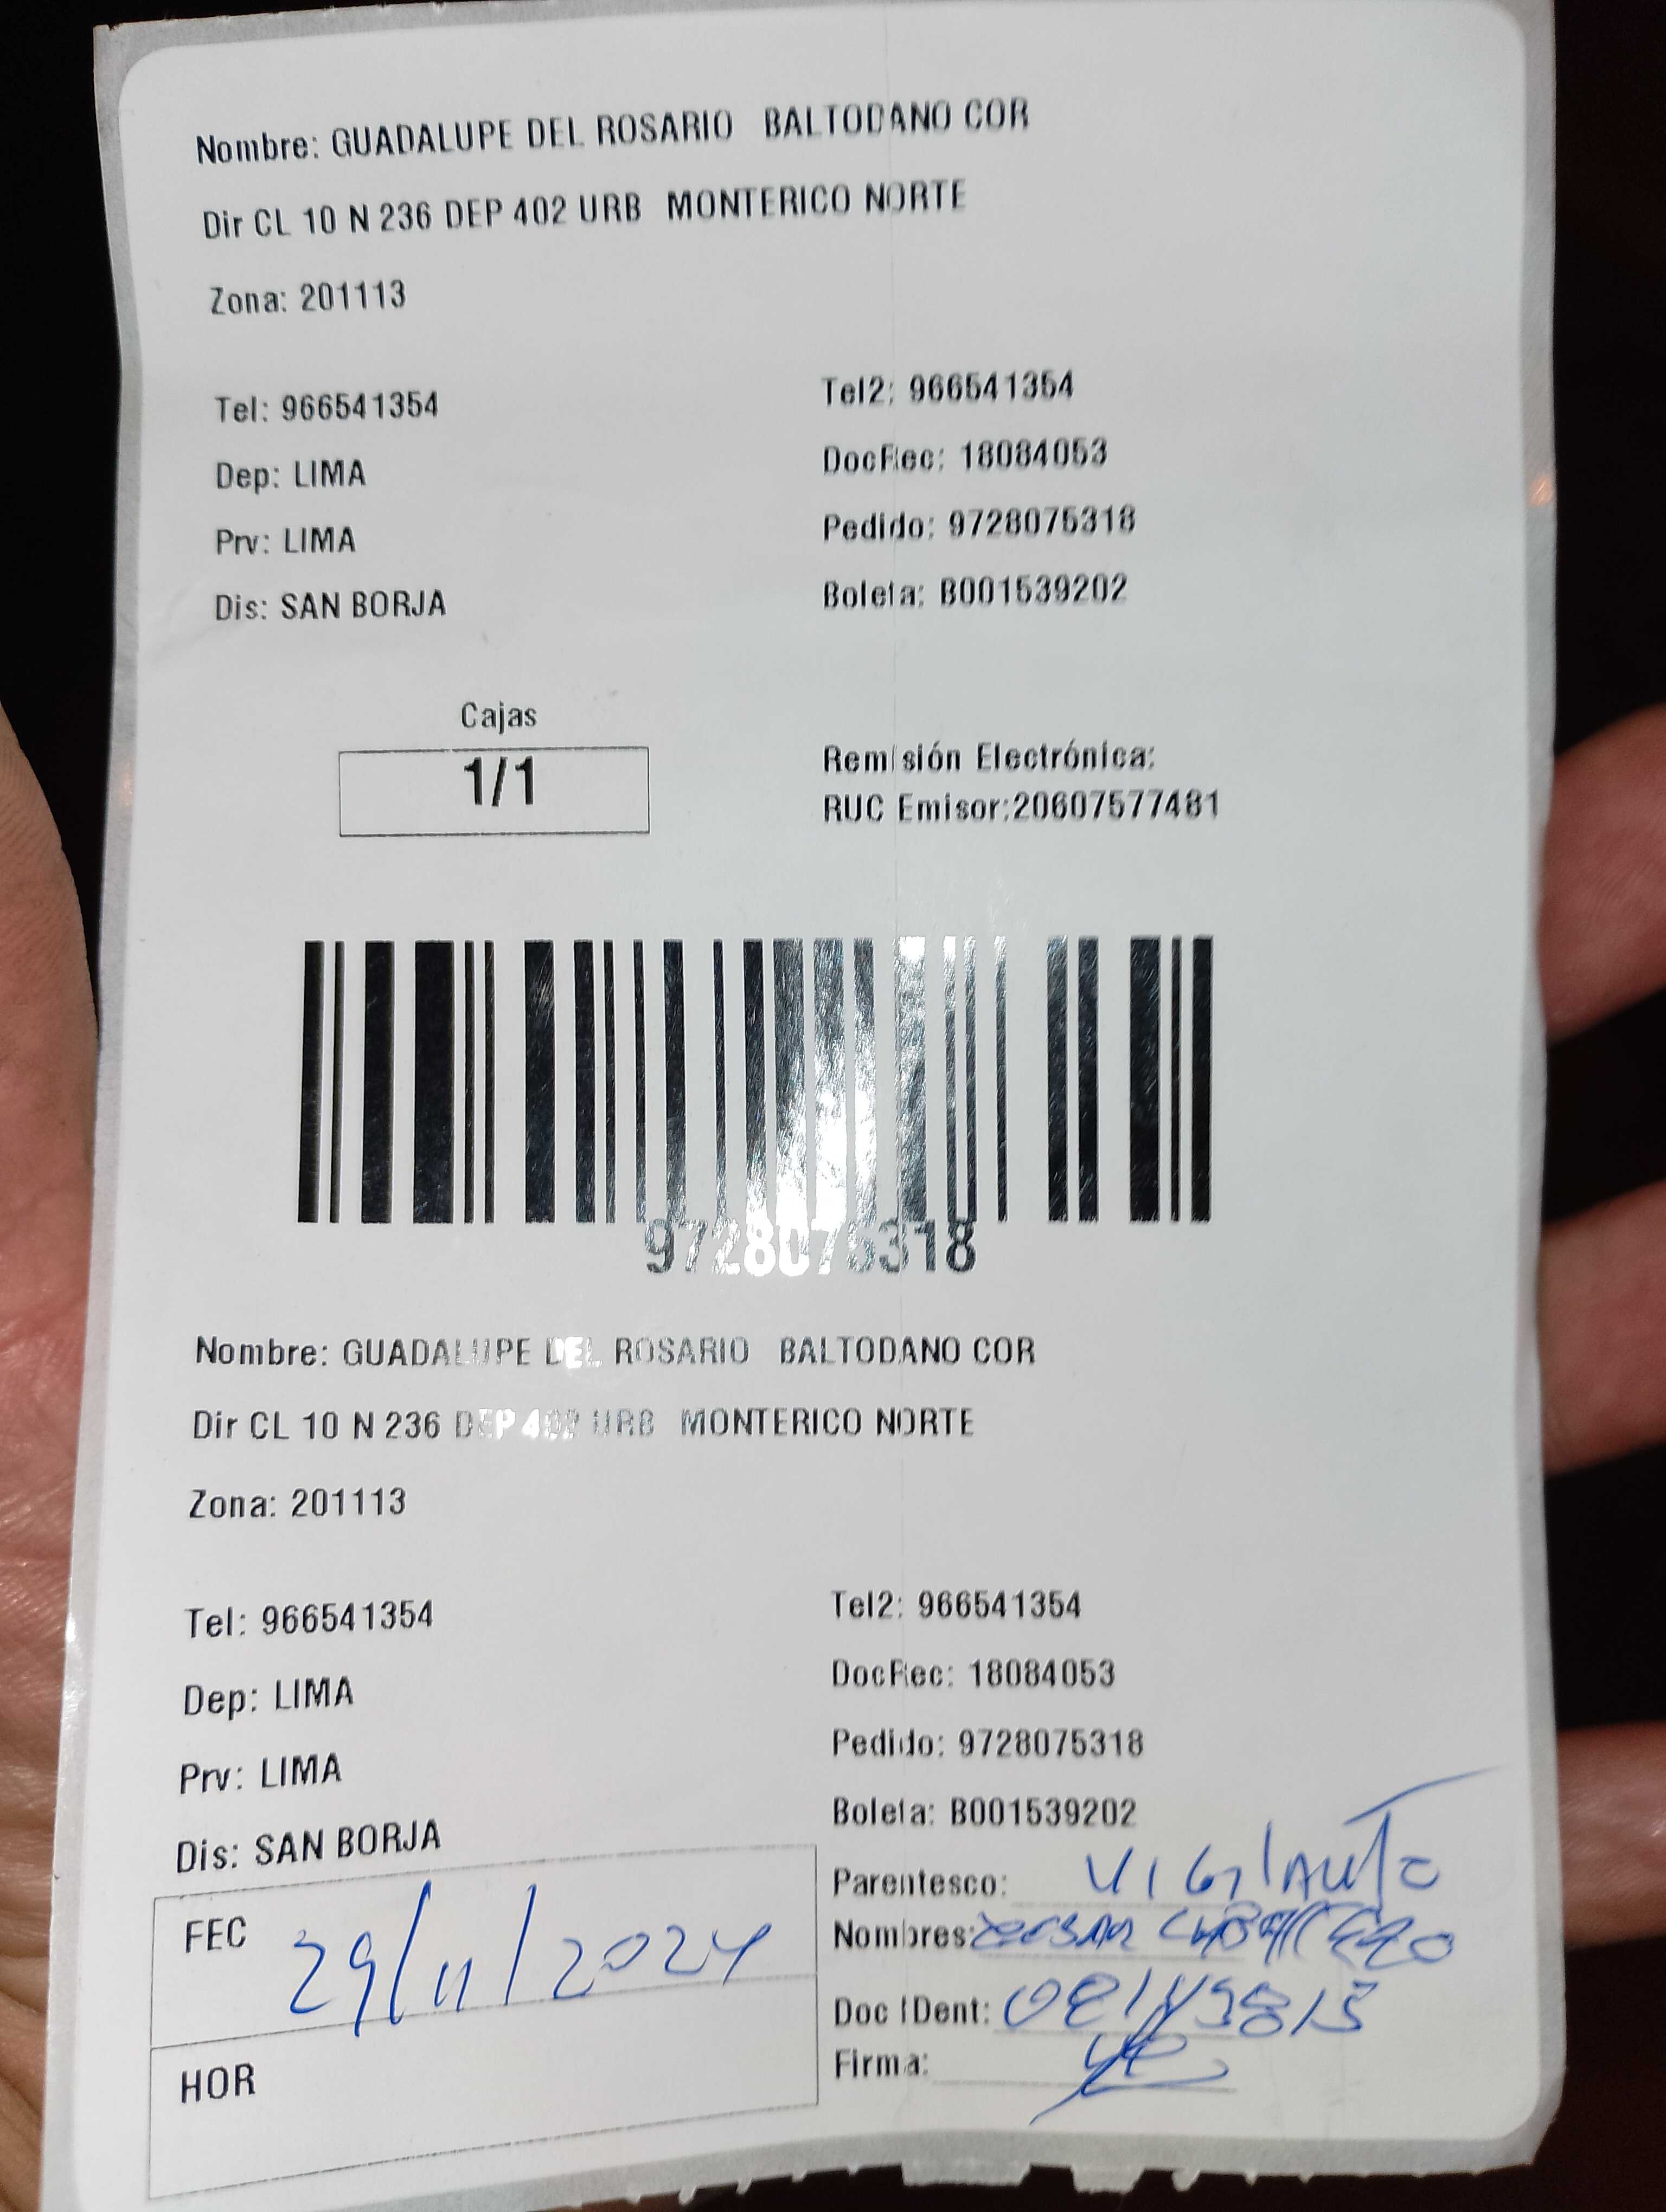 Nombre: GUADALUPE DEL ROSARIO BALTODANO COR
Dir CL 10 N 236 DEP 402 URB MONTERICO NORTE
Zona: 201113
Tel: 966541354 Tel2: 966541354
Dep: LIMA DocRec: 18084053
Prv: LIMA Pedido: 9728075318
Dis: SAN BORJA Boleta: B001539202
Cajas
1/1
Remisión Electrónica:
RUC Emisor:20607577481
9728075318
Nombre: GUADALUPE DEL ROSARIO BALTODANO COR
Dir CL 10 N 236 DEP 402 URB MONTERICO NORTE
Zona: 201113
Tel: 966541354 Tel2: 966541354
Dep: LIMA DocRec: 18084053
Prv: LIMA Pedido: 9728075318
Dis: SAN BORJA Boleta: B001539202
FEC 29/11/2024
HOR
Parentesco: VIGILANTE
Nombres:
Doc IDent:
Firma: